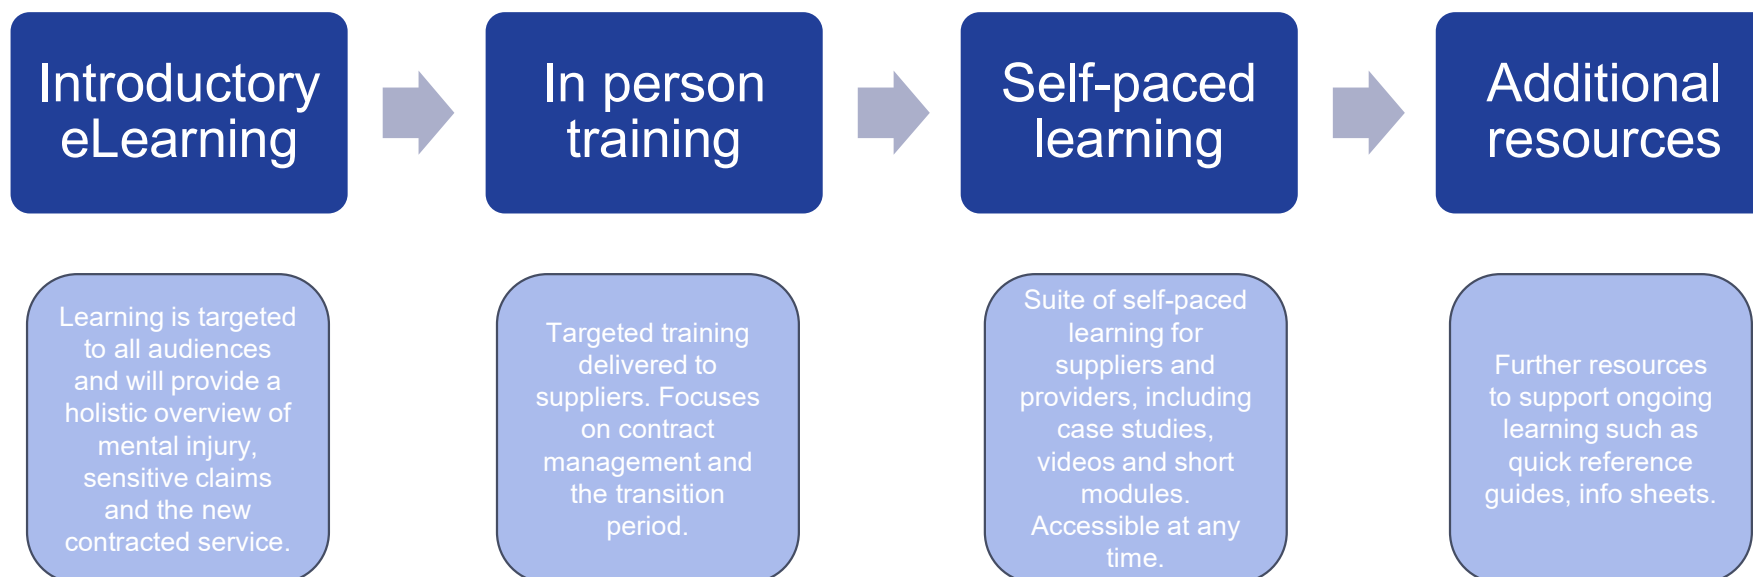 Introductory
eLearning
In person
training
Self-paced
learning
Additional
resources
Learning is targeted
to all audiences
and will provide a
holistic overview of
mental injury,
sensitive claims
and the new
contracted service.
Targeted training
delivered to
suppliers. Focuses
on contract
management and
the transition
period.
Suite of self-paced
learning for
suppliers and
providers, including
case studies,
videos and short
modules.
Accessible at any
time.
Further resources
to support ongoing
learning such as
quick reference
guides, info sheets.